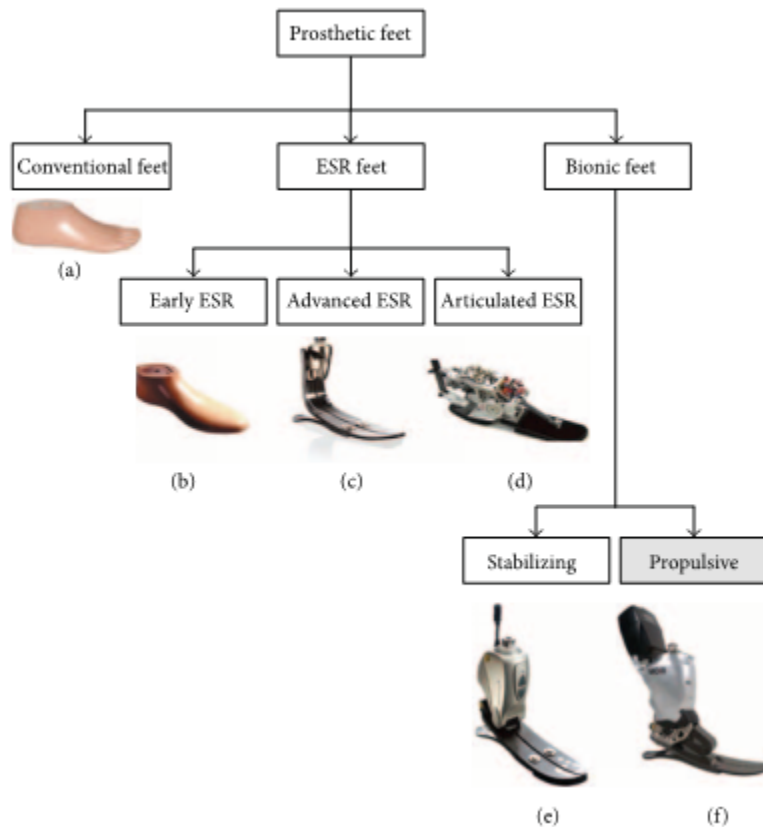 Prosthetic feet
Conventional feet
ESR feet
Bionic feet
(a)
Early ESR
Advanced ESR
Articulated ESR
(b)
(c)
(d)
Stabilizing
Propulsive
(e)
(f)